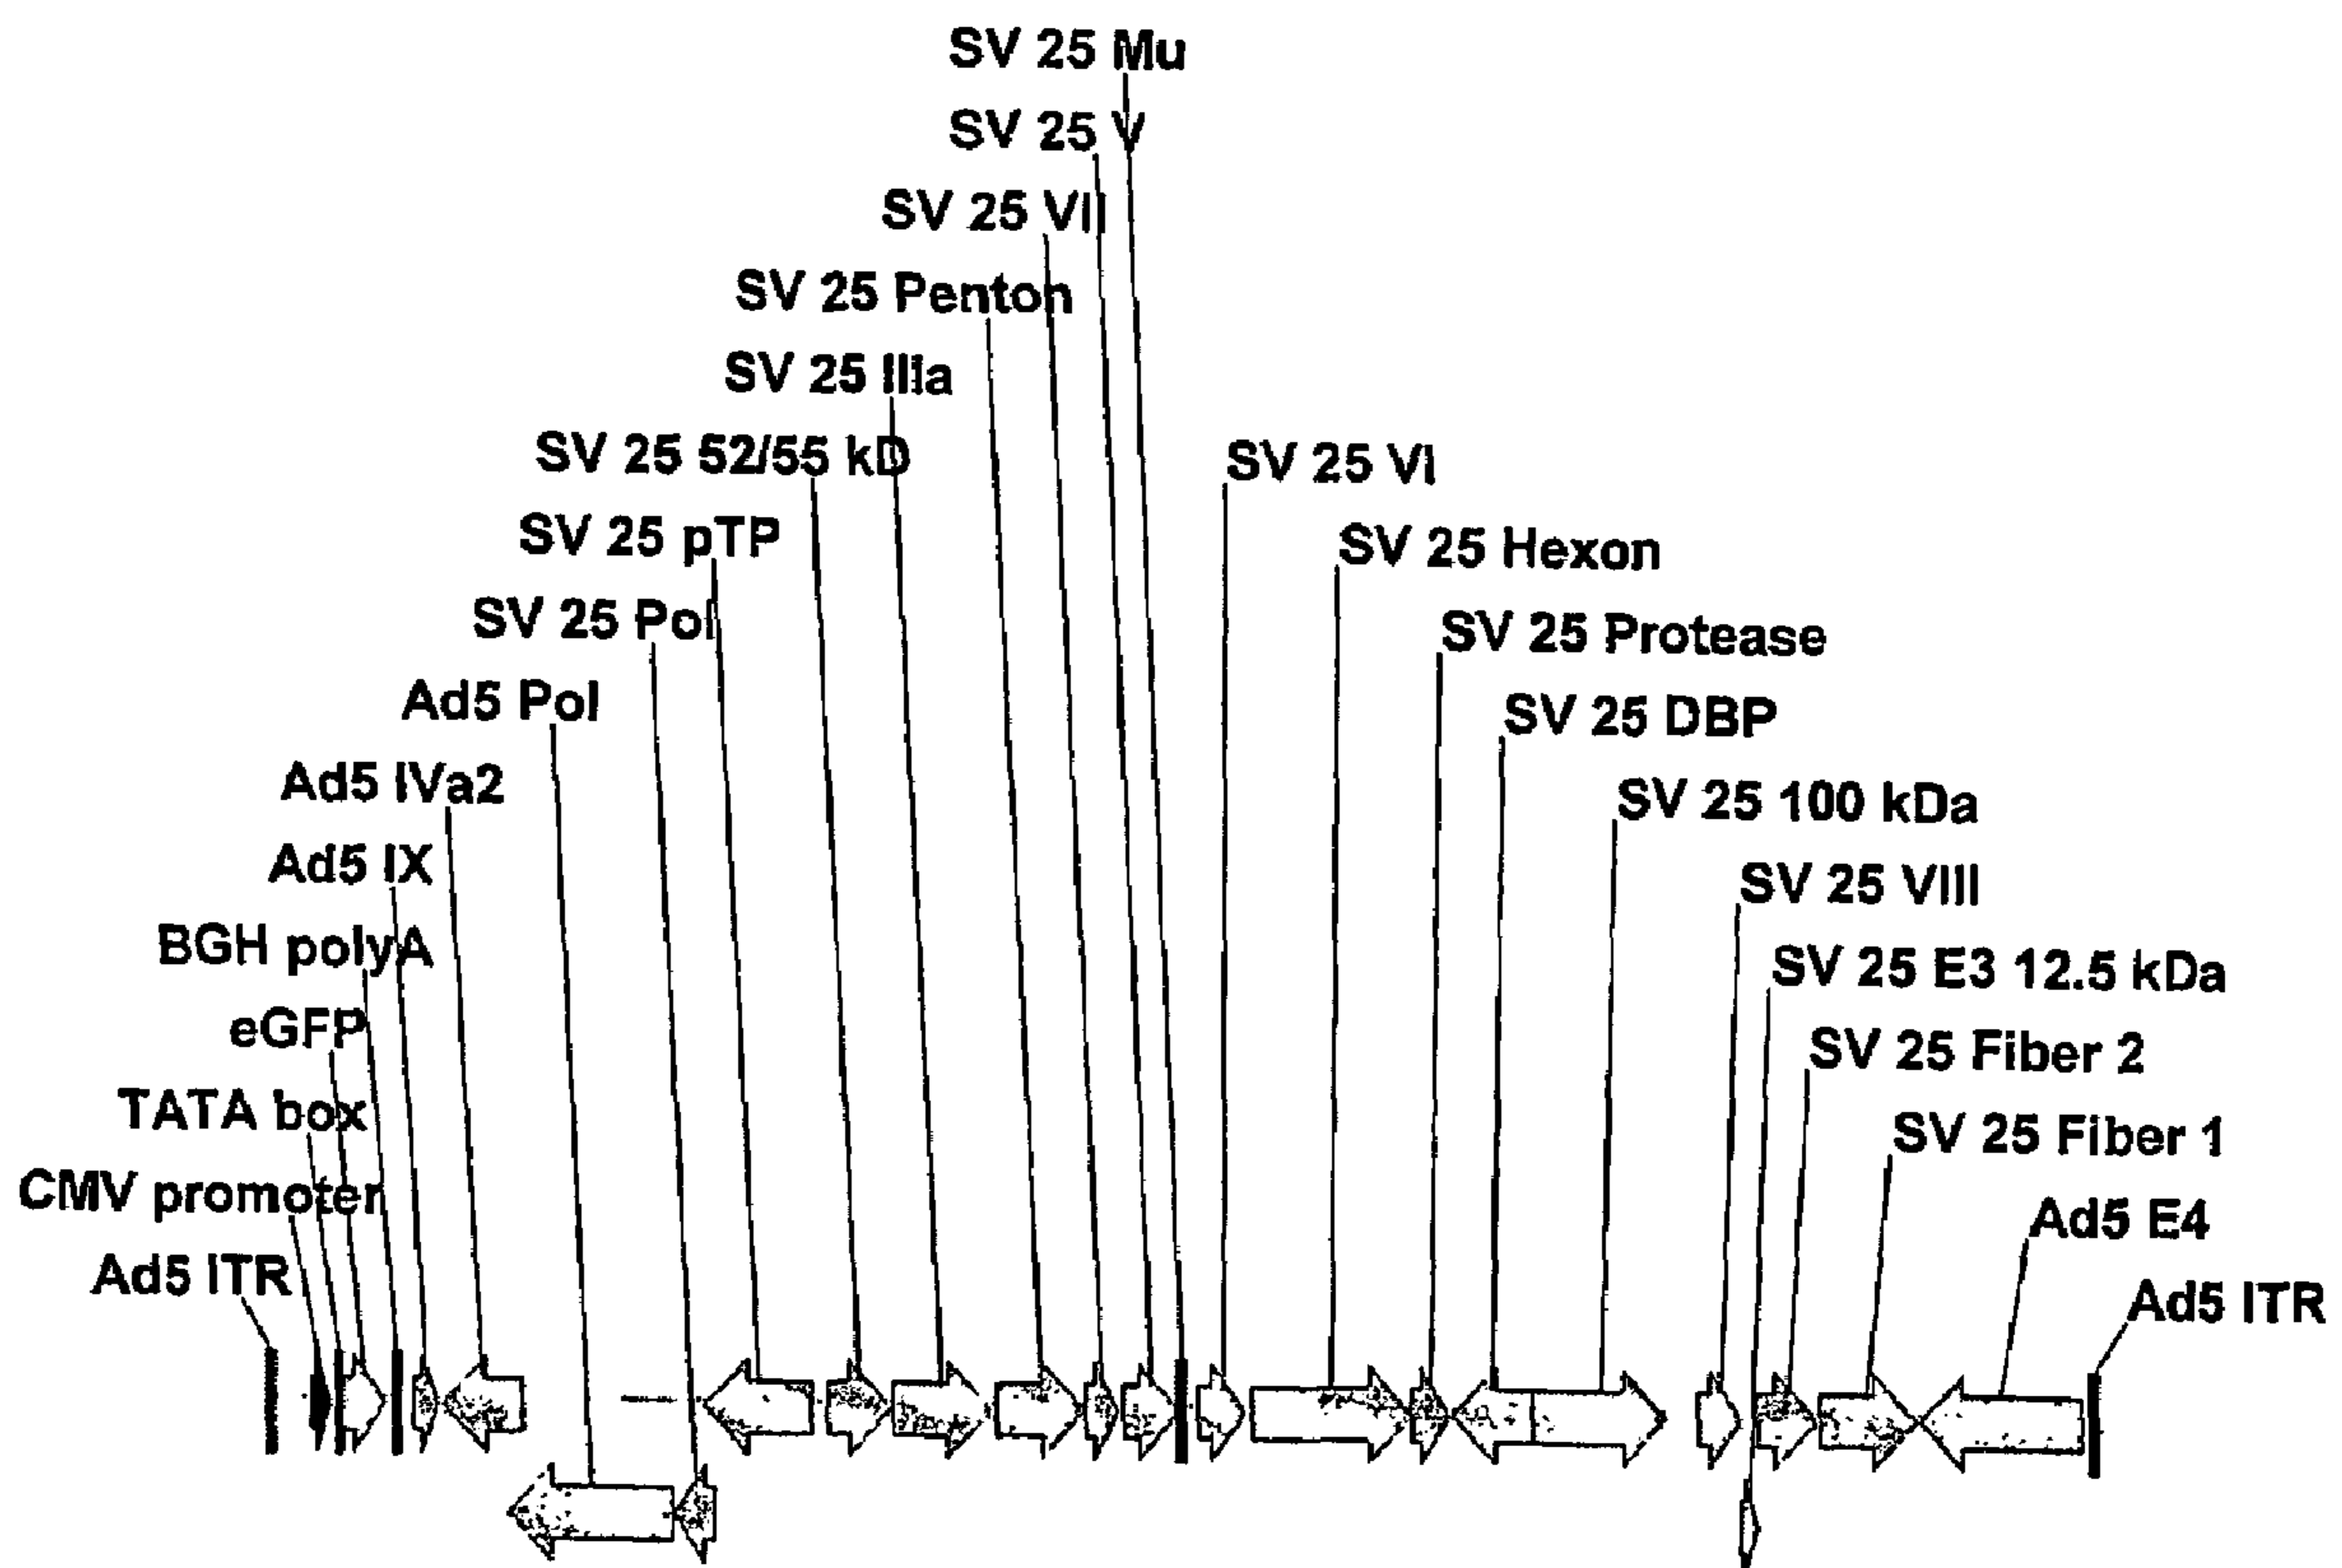 SV 25 Mu
SV 25 V
SV 25 VII
SV 25 Penton
SV 25 IIIa
SV 25 52/55 kD
SV 25 VI
SV 25 pTP
SV 25 Hexon
SV 25 Pol
SV 25 Protease
Ad5 Pol
SV 25 DBP
Ad5 IVa2
SV 25 100 kDa
Ad5 IX
SV 25 VIII
BGH polyA
SV 25 E3 12.5 kDa
eGFP
SV 25 Fiber 2
TATA box
SV 25 Fiber 1
CMV promoter
Ad5 E4
Ad5 ITR
Ad5 ITR